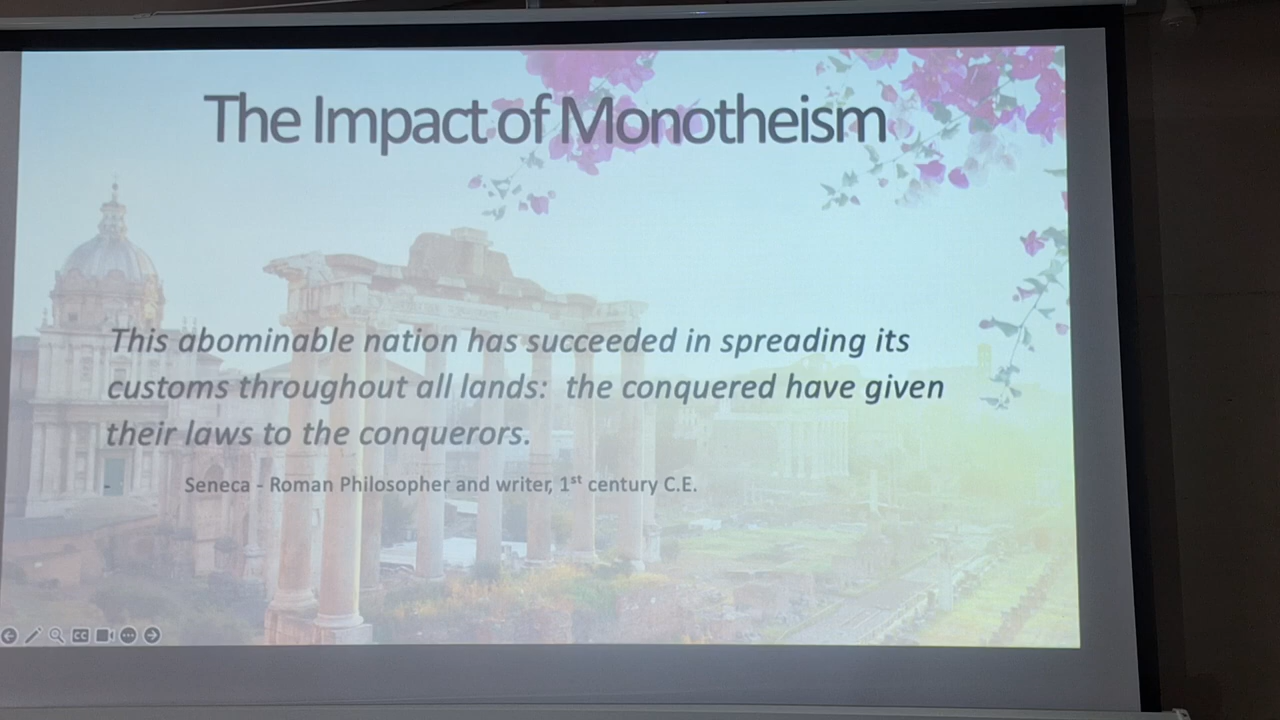 The Impact of Monotheism
This abominable nation has succeeded in spreading its
customs throughout all lands:  the conquered have given
their laws to the conquerors.
Seneca - Roman Philosopher and writer, 1st century C.E.
CC